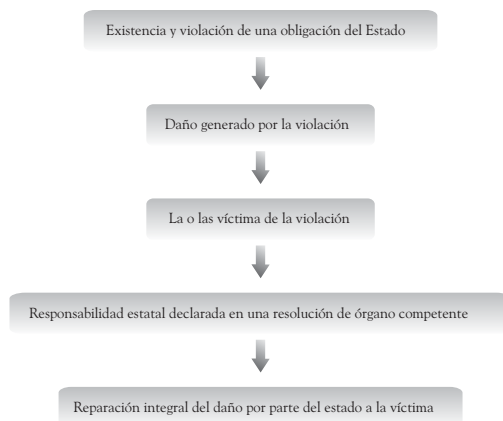 Existencia y violación de una obligación del Estado
Daño generado por la violación
La o las víctima de la violación
Responsabilidad estatal declarada en una resolución de órgano competente
Reparación integral del daño por parte del estado a la víctima